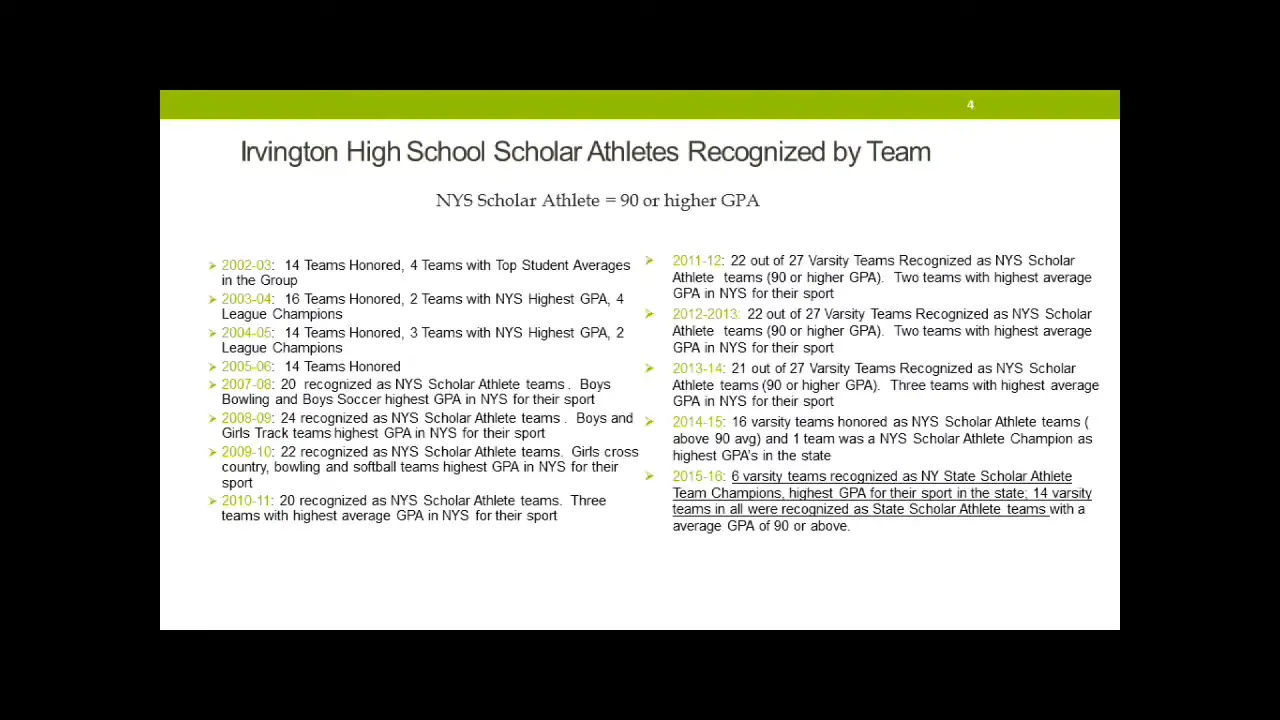 4
Irvington High School Scholar Athletes Recognized by Team
NYS Scholar Athlete = 90 or higher GPA
➢ 2002-03: 14 Teams Honored, 4 Teams with Top Student Averages
in the Group
➢ 2003-04: 16 Teams Honored, 2 Teams with NYS Highest GPA, 4
League Champions
➢ 2004-05: 14 Teams Honored, 3 Teams with NYS Highest GPA, 2
League Champions
➢ 2005-06: 14 Teams Honored
➢ 2007-08: 20 recognized as NYS Scholar Athlete teams . Boys
Bowling and Boys Soccer highest GPA in NYS for their sport
➢ 2008-09: 24 recognized as NYS Scholar Athlete teams . Boys and
Girls Track teams highest GPA in NYS for their sport
➢ 2009-10: 22 recognized as NYS Scholar Athlete teams. Girls cross
country, bowling and softball teams highest GPA in NYS for their
sport
➢ 2010-11: 20 recognized as NYS Scholar Athlete teams. Three
teams with highest average GPA in NYS for their sport
➢ 2011-12: 22 out of 27 Varsity Teams Recognized as NYS Scholar
Athlete teams (90 or higher GPA). Two teams with highest average
GPA in NYS for their sport
➢ 2012-2013: 22 out of 27 Varsity Teams Recognized as NYS Scholar
Athlete teams (90 or higher GPA). Two teams with highest average
GPA in NYS for their sport
➢ 2013-14: 21 out of 27 Varsity Teams Recognized as NYS Scholar
Athlete teams (90 or higher GPA). Three teams with highest average
GPA in NYS for their sport
➢ 2014-15: 16 varsity teams honored as NYS Scholar Athlete teams (
above 90 avg) and 1 team was a NYS Scholar Athlete Champion as
highest GPA's in the state
➢ 2015-16: 6 varsity teams recognized as NY State Scholar Athlete
Team Champions, highest GPA for their sport in the state; 14 varsity
teams in all were recognized as State Scholar Athlete teams with a
average GPA of 90 or above.